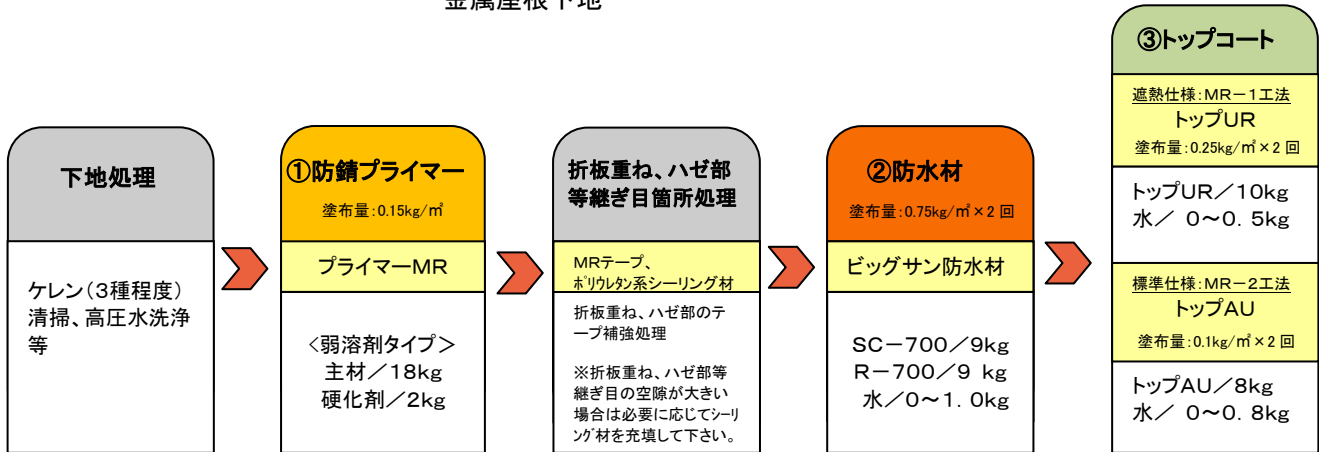 金属屋根下地
下地処理
ケレン（3種程度）
清掃、高圧水洗浄
等
①防錆プライマー
塗布量：0.15kg/㎡
プライマーMR
＜弱溶剤タイプ＞
主材／18kg
硬化剤／2kg
折板重ね、ハゼ部
等継ぎ目箇所処理
MRテープ、
ﾎﾟﾘｳﾚﾀﾝ系シーリング材
折板重ね、ハゼ部のテ
ープ補強処理
※折板重ね、ハゼ部等
継ぎ目の空隙が大きい
場合は必要に応じてｼｰﾘ
ﾝｸﾞ材を充填して下さい。
②防水材
塗布量：0.75kg/㎡×2 回
ビッグサン防水材
SC－700／9kg
R－700／9 kg
水／0～1. 0kg
③トップコート
遮熱仕様：MR－1工法
トップUR
塗布量：0.25kg/㎡×2 回
トップUR／10kg
水／ 0～0. 5kg
標準仕様：MR－2工法
トップAU
塗布量：0.1kg/㎡×2 回
トップAU／8kg
水／ 0～0. 8kg